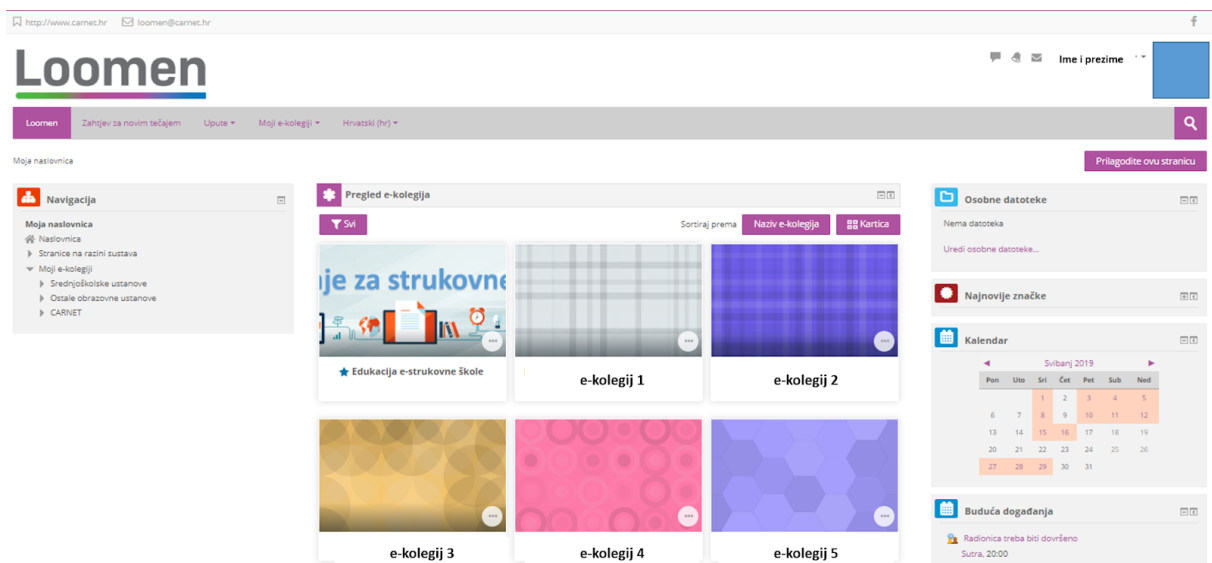 http://www.carnet.hr loomen@carnet.hr
Loomen
Ime i prezime
Loomen Zahtjev za novim tečajem Upute Moji e-kolegiji Hrvatski (hr)
Moja naslovnica
Prilagodite ovu stranicu
Navigacija
Moja naslovnica
Naslovnica
Stranice na razini sustava
Moji e-kolegiji
Srednjoškolske ustanove
Ostale obrazovne ustanove
CARNET
Pregled e-kolegija
Svi
Sortiraj prema Naziv e-kolegija Kartica
je za strukovne
Edukacija e-strukovne škole
e-kolegij 1
e-kolegij 2
e-kolegij 3
e-kolegij 4
e-kolegij 5
Osobne datoteke
Nema datoteka
Uredi osobne datoteke...
Najnovije značke
Kalendar
Svibanj 2019
Pon Uto Sri Čet Pet Sub Ned
1 2 3 4 5
6 7 8 9 10 11 12
13 14 15 16 17 18 19
20 21 22 23 24 25 26
27 28 29 30 31
Buduća događanja
Radionica treba biti dovršeno
Sutra, 20:00